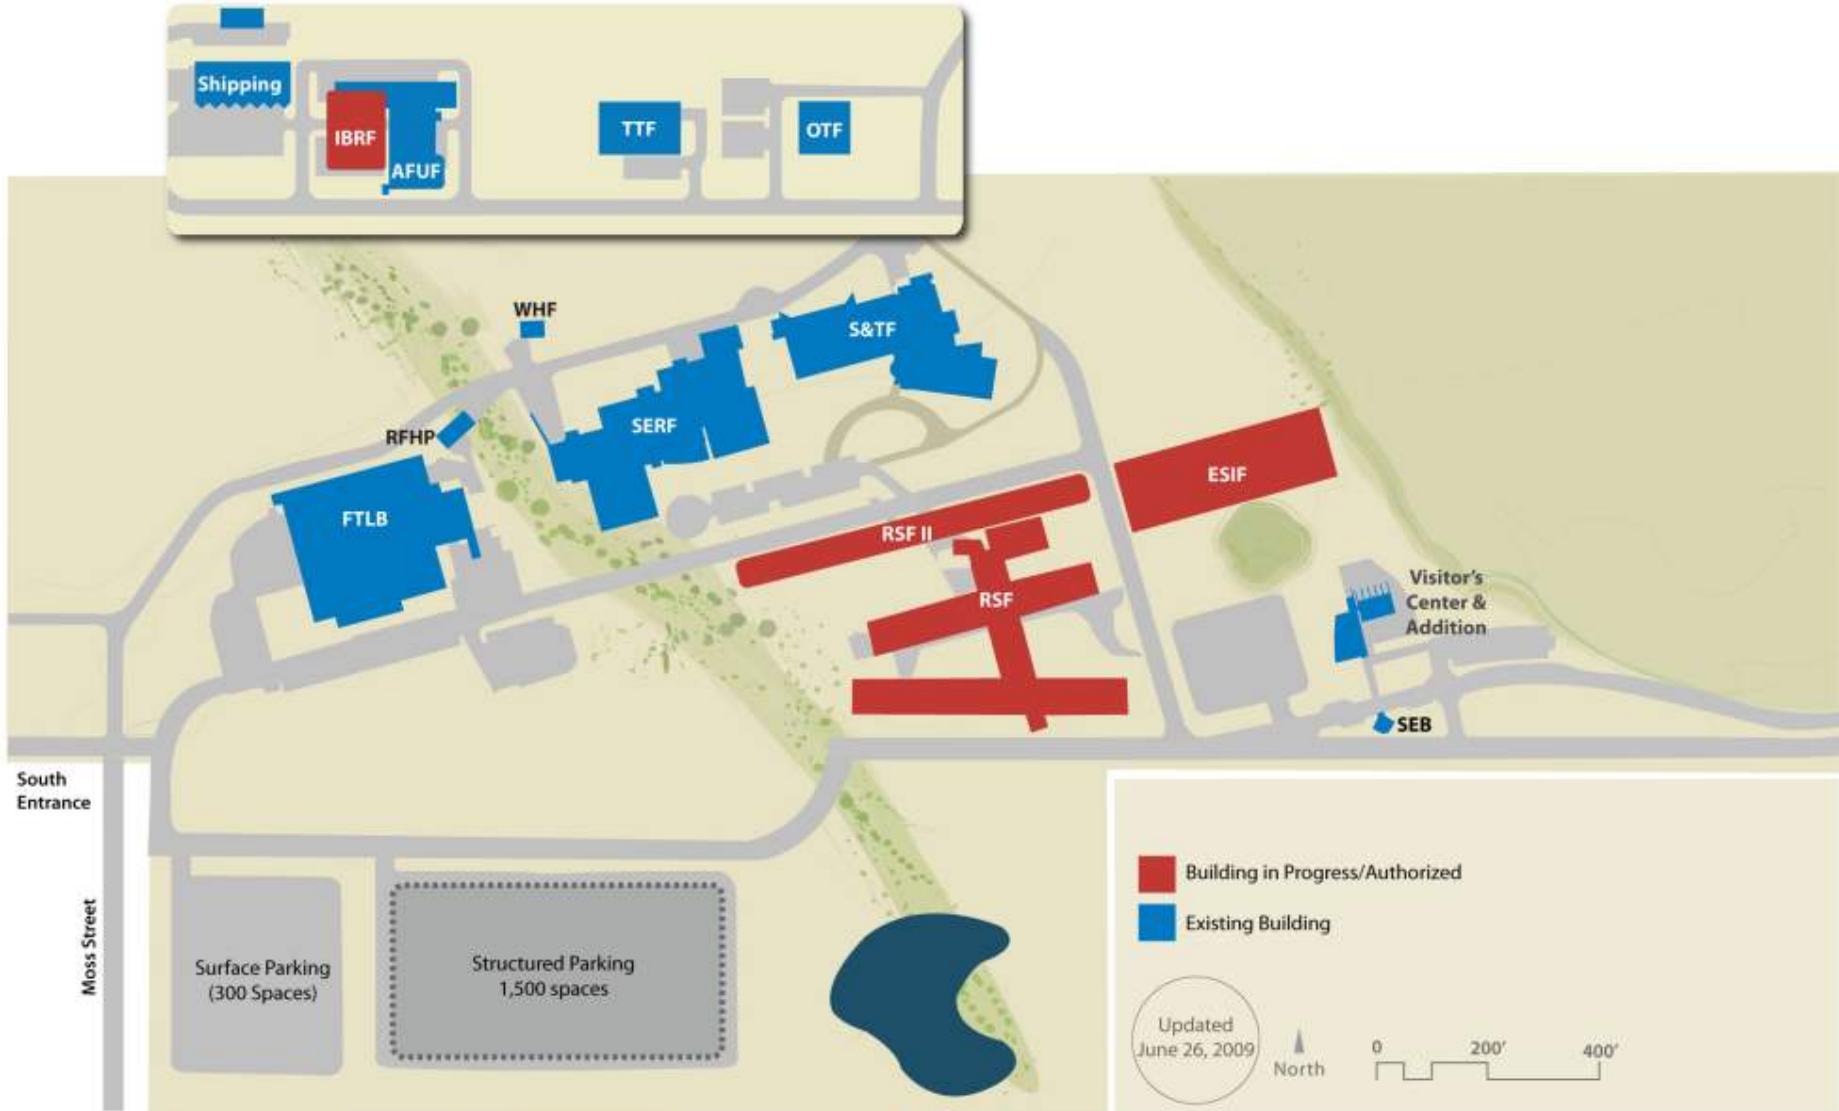 Shipping
IBRF
AFUF
TTF
OTF
WHF
S&TF
RFHP
SERF
FTLB
ESIF
RSF II
RSF
Visitor's
Center &
Addition
SEB
South
Entrance
Moss Street
Surface Parking
(300 Spaces)
Structured Parking
1,500 spaces
Building in Progress/Authorized
Existing Building
Updated
June 26, 2009
North
0 200' 400'